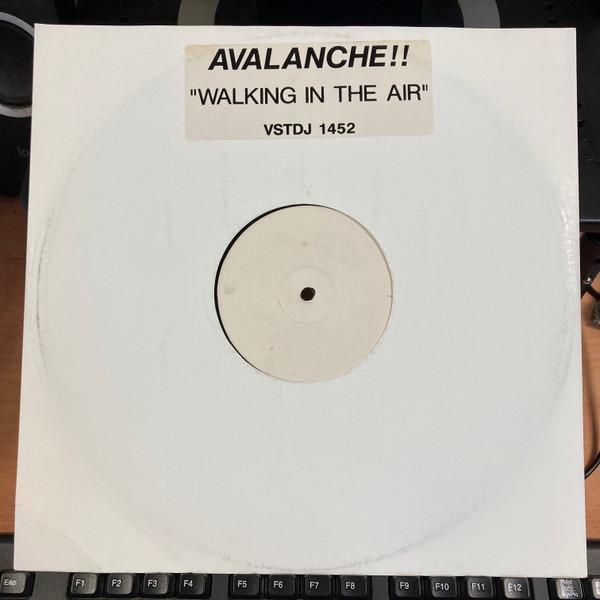 AVALANCHE!!
"WALKING IN THE AIR"
VSTDJ 1452
Esc F1 F2 F3 F4 F5 F6 F7 F8 F9 F10 F11 F12